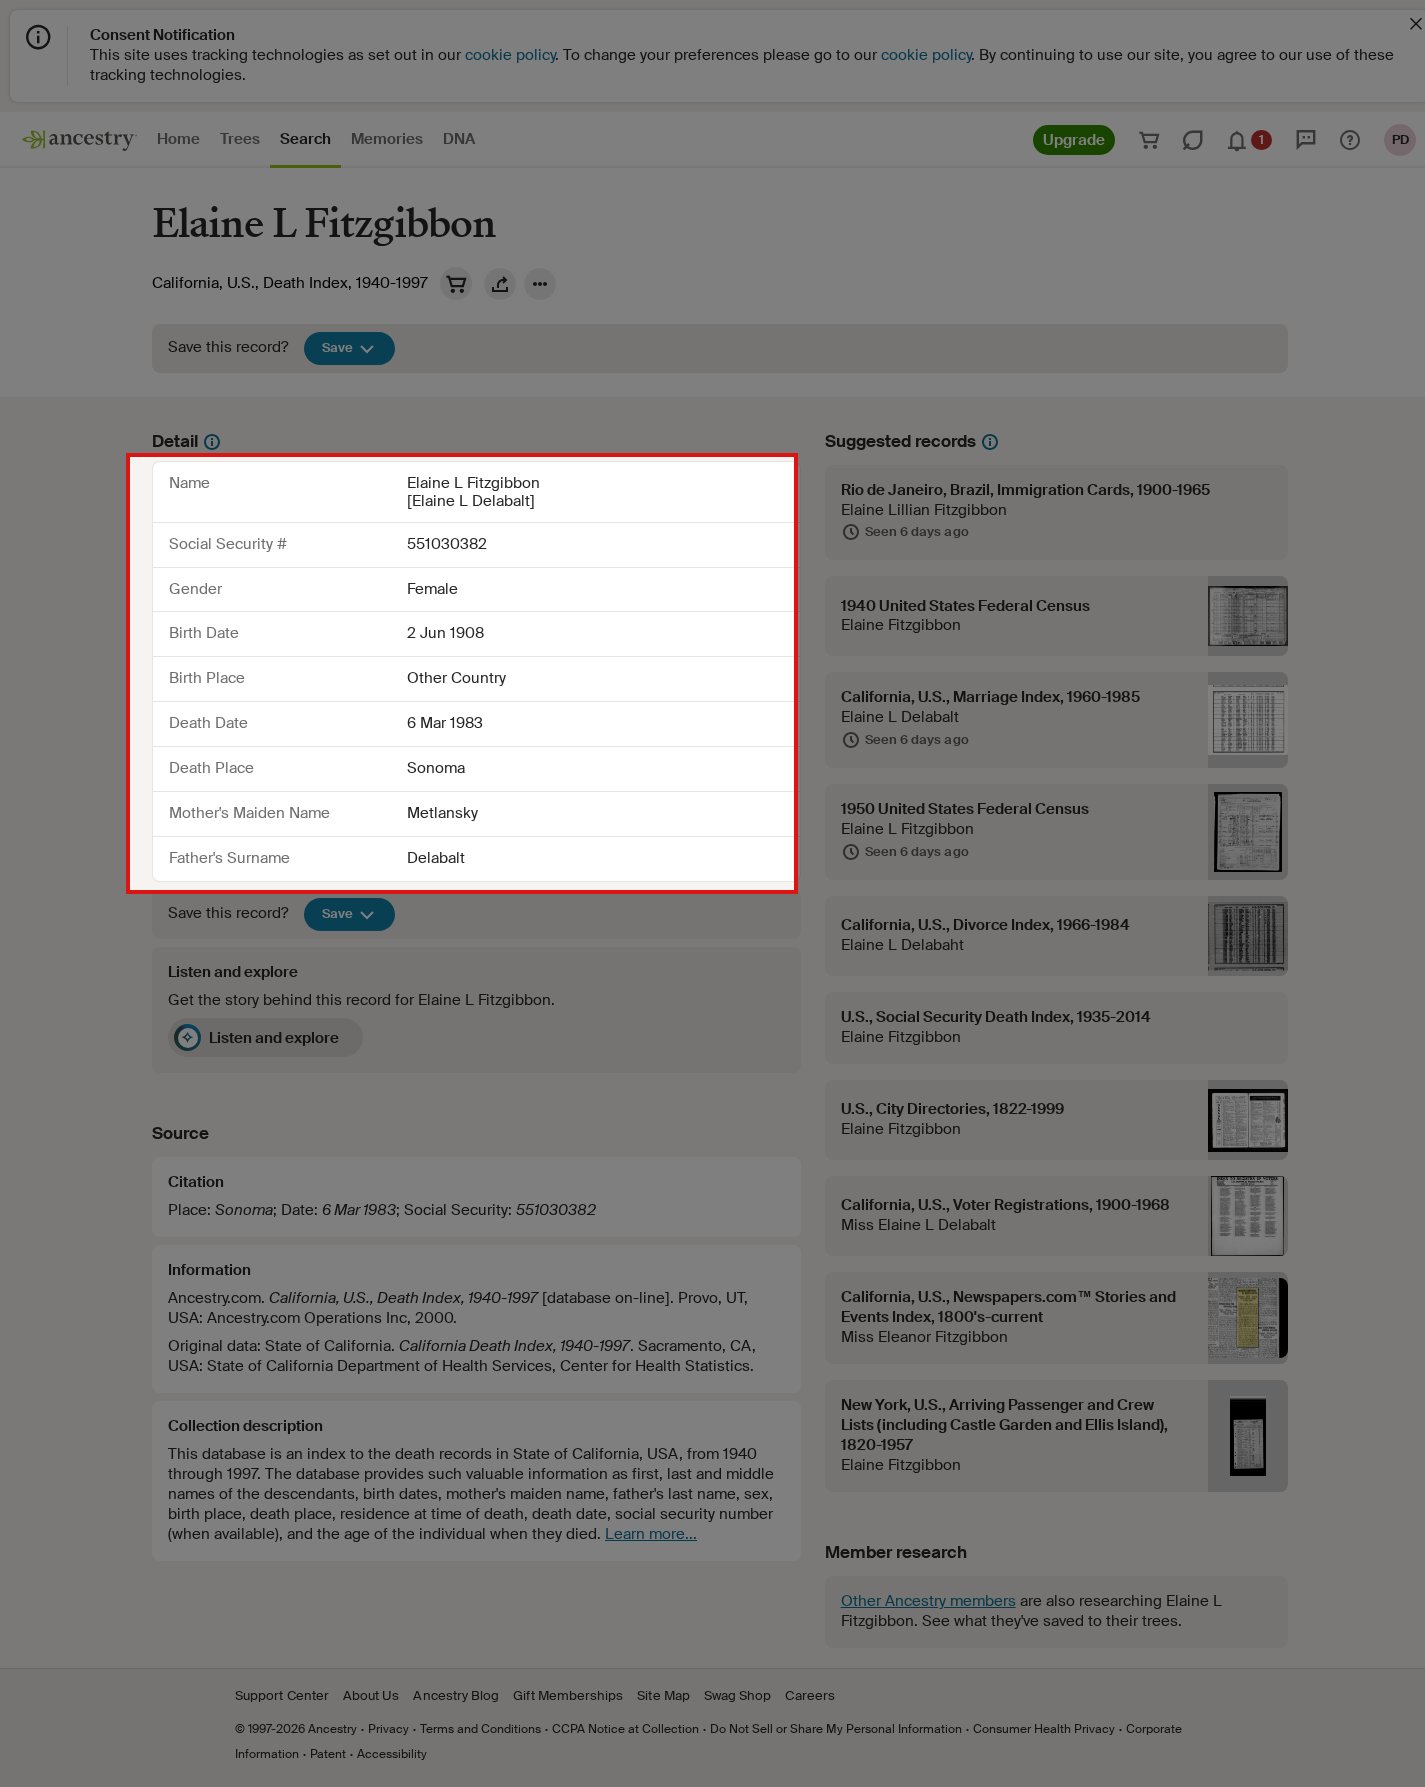 Consent Notification
This site uses tracking technologies as set out in our cookie policy. To change your preferences please go to our cookie policy. By continuing to use our site, you agree to our use of these
tracking technologies.
ancestry Home Trees Search Memories DNA Upgrade 1 PD
Elaine L Fitzgibbon
California, U.S., Death Index, 1940-1997
Save this record? Save
Detail
Name Elaine L Fitzgibbon
[Elaine L Delabalt]
Social Security # 551030382
Gender Female
Birth Date 2 Jun 1908
Birth Place Other Country
Death Date 6 Mar 1983
Death Place Sonoma
Mother's Maiden Name Metlansky
Father's Surname Delabalt
Save this record? Save
Listen and explore
Get the story behind this record for Elaine L Fitzgibbon.
Listen and explore
Source
Citation
Place: Sonoma; Date: 6 Mar 1983; Social Security: 551030382
Information
Ancestry.com. California, U.S., Death Index, 1940-1997 [database on-line]. Provo, UT,
USA: Ancestry.com Operations Inc, 2000.
Original data: State of California. California Death Index, 1940-1997. Sacramento, CA,
USA: State of California Department of Health Services, Center for Health Statistics.
Collection description
This database is an index to the death records in State of California, USA, from 1940
through 1997. The database provides such valuable information as first, last and middle
names of the descendants, birth dates, mother's maiden name, father's last name, sex,
birth place, death place, residence at time of death, death date, social security number
(when available), and the age of the individual when they died. Learn more...
Suggested records
Rio de Janeiro, Brazil, Immigration Cards, 1900-1965
Elaine Lillian Fitzgibbon
Seen 6 days ago
1940 United States Federal Census
Elaine Fitzgibbon
California, U.S., Marriage Index, 1960-1985
Elaine L Delabalt
Seen 6 days ago
1950 United States Federal Census
Elaine L Fitzgibbon
Seen 6 days ago
California, U.S., Divorce Index, 1966-1984
Elaine L Delabaht
U.S., Social Security Death Index, 1935-2014
Elaine Fitzgibbon
U.S., City Directories, 1822-1999
Elaine Fitzgibbon
California, U.S., Voter Registrations, 1900-1968
Miss Elaine L Delabalt
California, U.S., Newspapers.com™ Stories and
Events Index, 1800's-current
Miss Eleanor Fitzgibbon
New York, U.S., Arriving Passenger and Crew
Lists (including Castle Garden and Ellis Island),
1820-1957
Elaine Fitzgibbon
Member research
Other Ancestry members are also researching Elaine L
Fitzgibbon. See what they've saved to their trees.
Support Center About Us Ancestry Blog Gift Memberships Site Map Swag Shop Careers
© 1997-2026 Ancestry • Privacy • Terms and Conditions • CCPA Notice at Collection • Do Not Sell or Share My Personal Information • Consumer Health Privacy • Corporate
Information • Patent • Accessibility